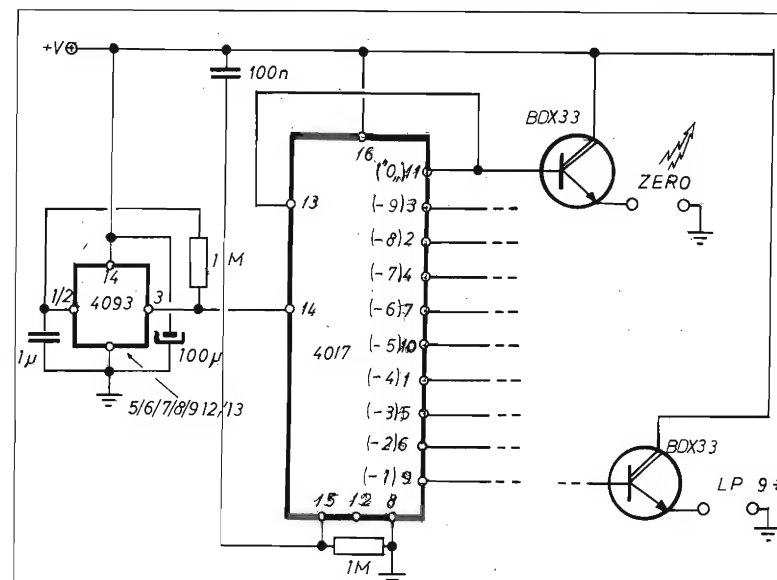 +V
100n
BDX33
16
("0„) 11
ZERO
13
(-9) 3
(-8) 2
1M
14
(-7) 4
1/2
4093
3
14
(-6) 7
4017
(-5) 10
1µ
100µ
(-4) 1
5/6/7/8/9 12/13
(-3) 5
BDX33
(-2) 6
(-1) 9
LP 9÷
15
12
8
1M